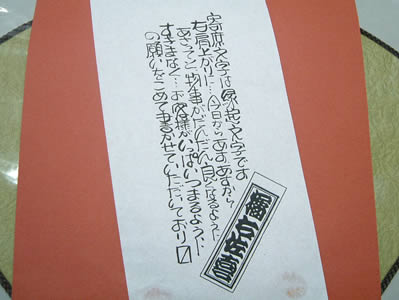 寄席文字は縁起文字です
右肩上がりに…今日からあす、あすから
あさってと、物事がだんだん良くなるように
すきまなく…お客様がいっぱいつまるように
の願いをこめて書かせていただいており〼
橘右佐喜